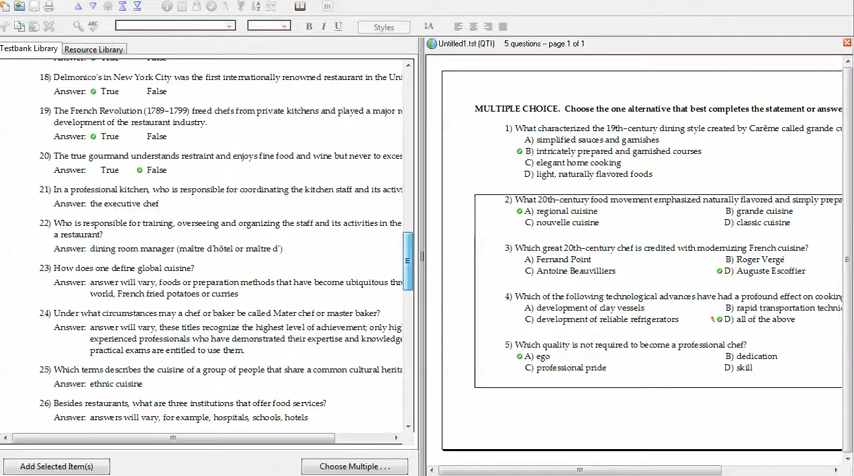 B I U
Styles
Testbank Library
Resource Library
Untitled1.tst (QTI) 5 questions -- page 1 of 1
18) Delmonico's in New York City was the first internationally renowned restaurant in the Uni
Answer: True False
19) The French Revolution (1789–1799) freed chefs from private kitchens and played a major r
development of the restaurant industry.
Answer: True False
20) The true gourmand understands restraint and enjoys fine food and wine but never to exces
Answer: True False
21) In a professional kitchen, who is responsible for coordinating the kitchen staff and its activ
Answer: the executive chef
22) Who is responsible for training, overseeing and organizing the staff and its activities in the
a restaurant?
Answer: dining room manager (maître d'hôtel or maître d')
23) How does one define global cuisine?
Answer: answer will vary, foods or preparation methods that have become ubiquitous thr
world, French fried potatoes or curries
24) Under what circumstances may a chef or baker be called Mater chef or master baker?
Answer: answer will vary, these titles recognize the highest level of achievement; only hig
experienced professionals who have demonstrated their expertise and knowledge
practical exams are entitled to use them.
25) Which terms describes the cuisine of a group of people that share a common cultural herita
Answer: ethnic cuisine
26) Besides restaurants, what are three institutions that offer food services?
Answer: answers will vary, for example, hospitals, schools, hotels
Add Selected Item(s)
Choose Multiple . . .
MULTIPLE CHOICE. Choose the one alternative that best completes the statement or answe
1) What characterized the 19th-century dining style created by Carême called grande cu
A) simplified sauces and garnishes
B) intricately prepared and garnished courses
C) elegant home cooking
D) light, naturally flavored foods
2) What 20th-century food movement emphasized naturally flavored and simply prepa
A) regional cuisine B) grande cuisine
C) nouvelle cuisine D) classic cuisine
3) Which great 20th-century chef is credited with modernizing French cuisine?
A) Fernand Point B) Roger Vergé
C) Antoine Beauvilliers D) Auguste Escoffier
4) Which of the following technological advances have had a profound effect on cooking
A) development of clay vessels B) rapid transportation techni
C) development of reliable refrigerators D) all of the above
5) Which quality is not required to become a professional chef?
A) ego B) dedication
C) professional pride D) skill